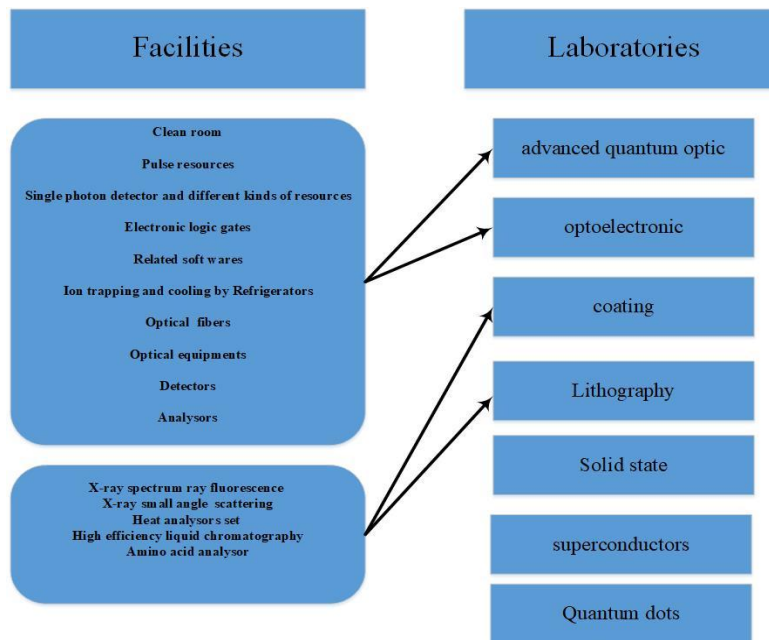 Facilities
Laboratories
Clean room
Pulse resources
Single photon detector and different kinds of resources
Electronic logic gates
Related soft wares
Ion trapping and cooling by Refrigerators
Optical fibers
Optical equipments
Detectors
Analysors
X-ray spectrum ray fluorescence
X-ray small angle scattering
Heat analysors set
High efficiency liquid chromatography
Amino acid analysor
advanced quantum optic
optoelectronic
coating
Lithography
Solid state
superconductors
Quantum dots